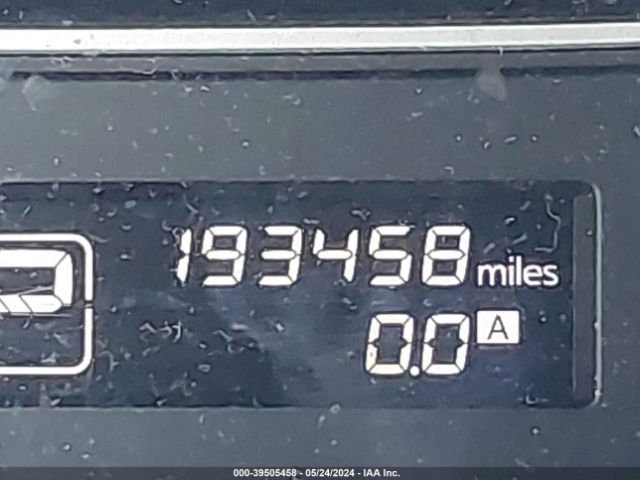 193458 miles
0.0 A
000-39505458 - 05/24/2024 - IAA Inc.